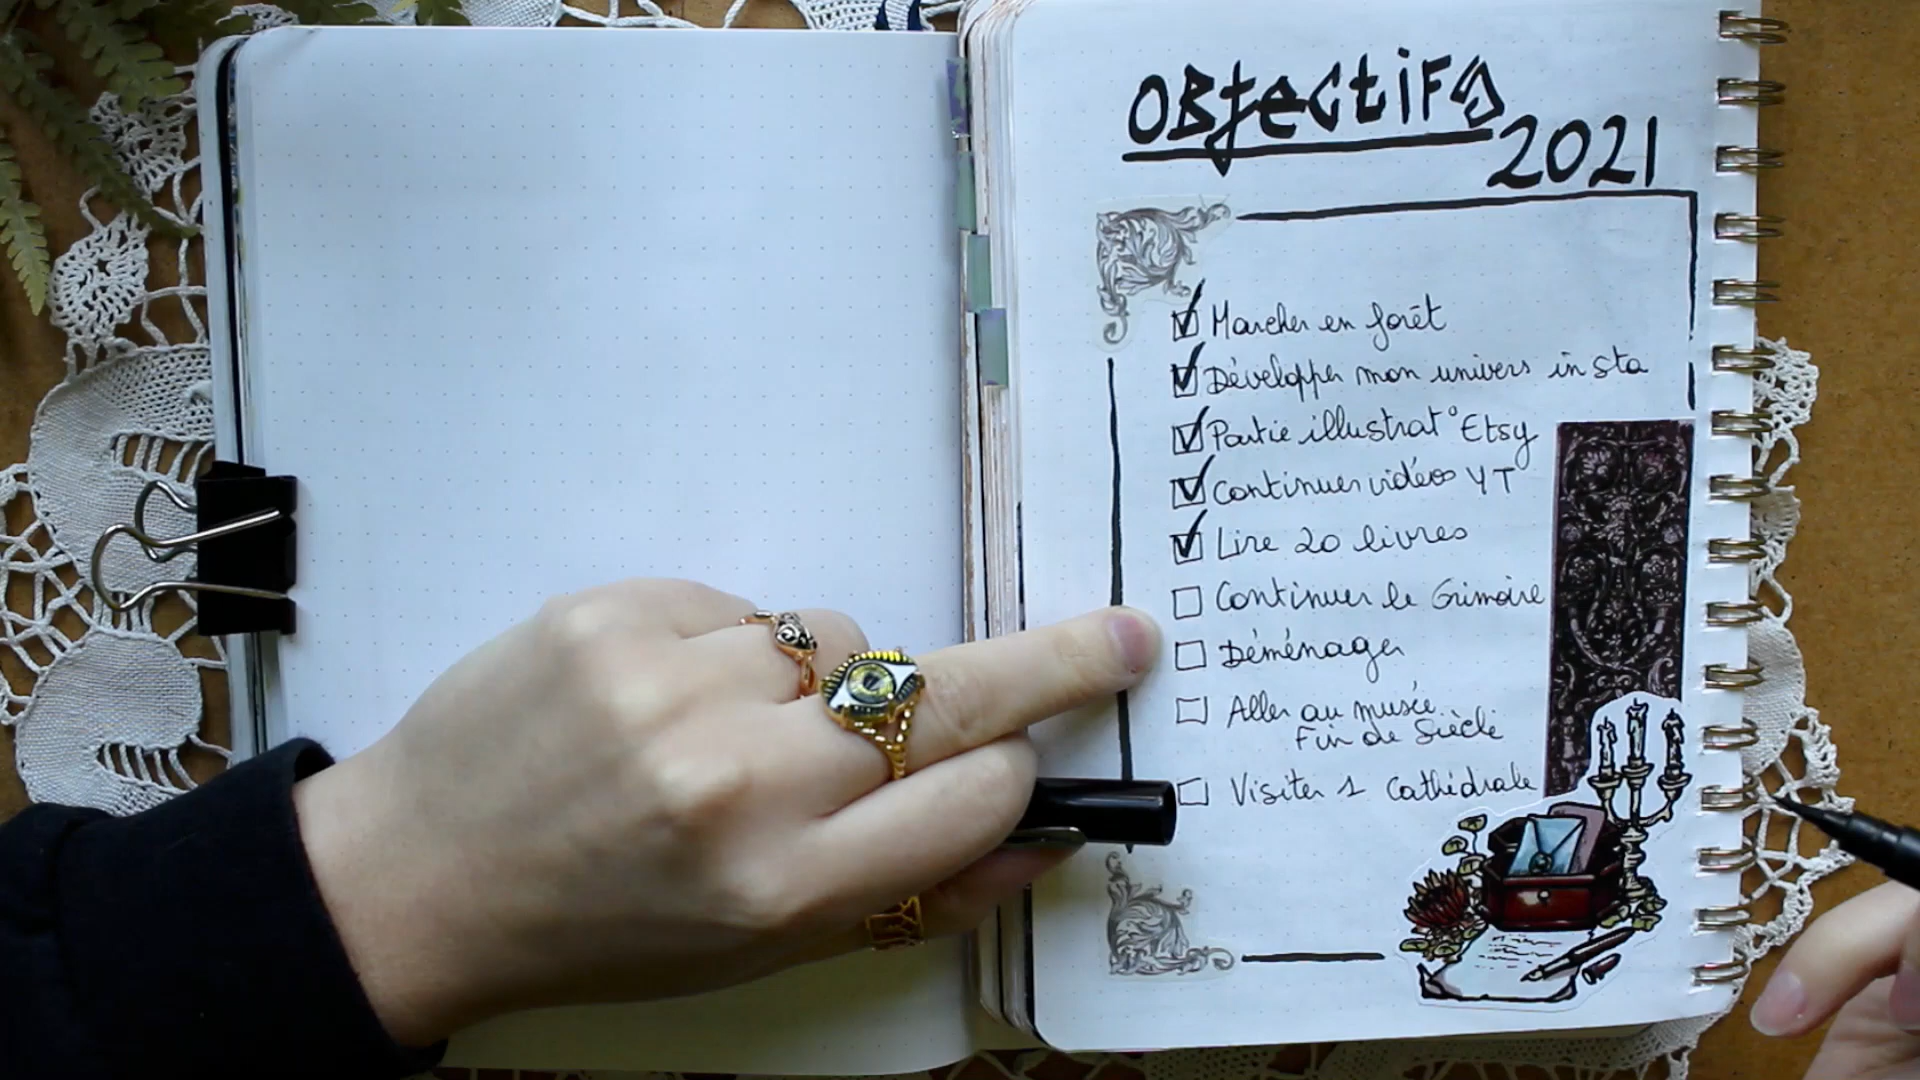 OBjectifs
2021
Marcher en forêt
Développer mon univers insta
Partie illustrat° Etsy
Continuer vidéos YT
Lire 20 livres
Continuer le Grimoire
Déménager
Aller au musée
Fin de Siècle
Visiter 1 Cathédrale